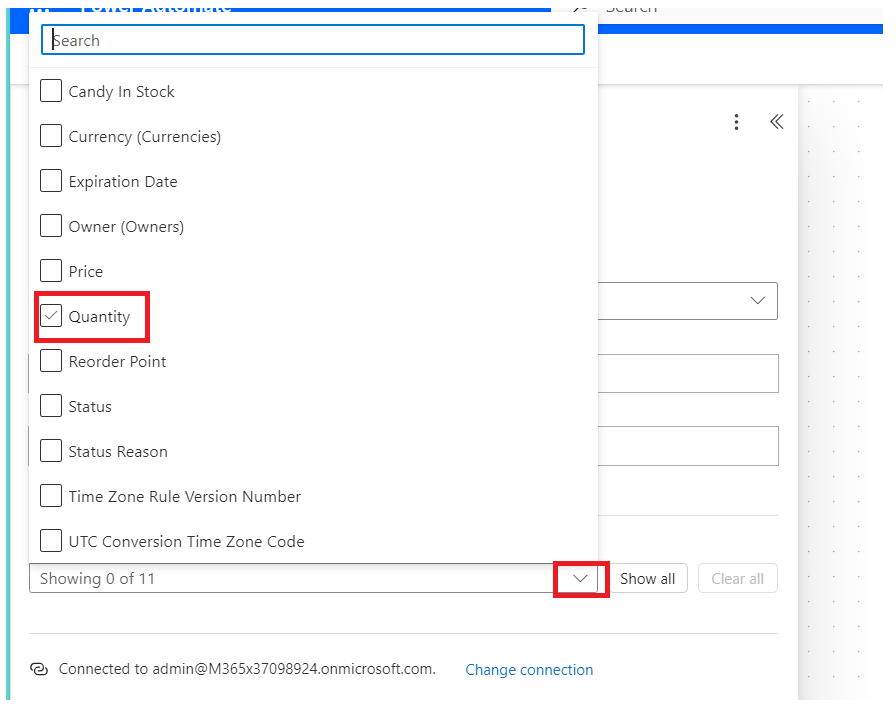 Power Automate
Search
Search
Candy In Stock
Currency (Currencies)
Expiration Date
Owner (Owners)
Price
Quantity
Reorder Point
Status
Status Reason
Time Zone Rule Version Number
UTC Conversion Time Zone Code
Showing 0 of 11
Show all
Clear all
Connected to admin@M365x37098924.onmicrosoft.com.
Change connection